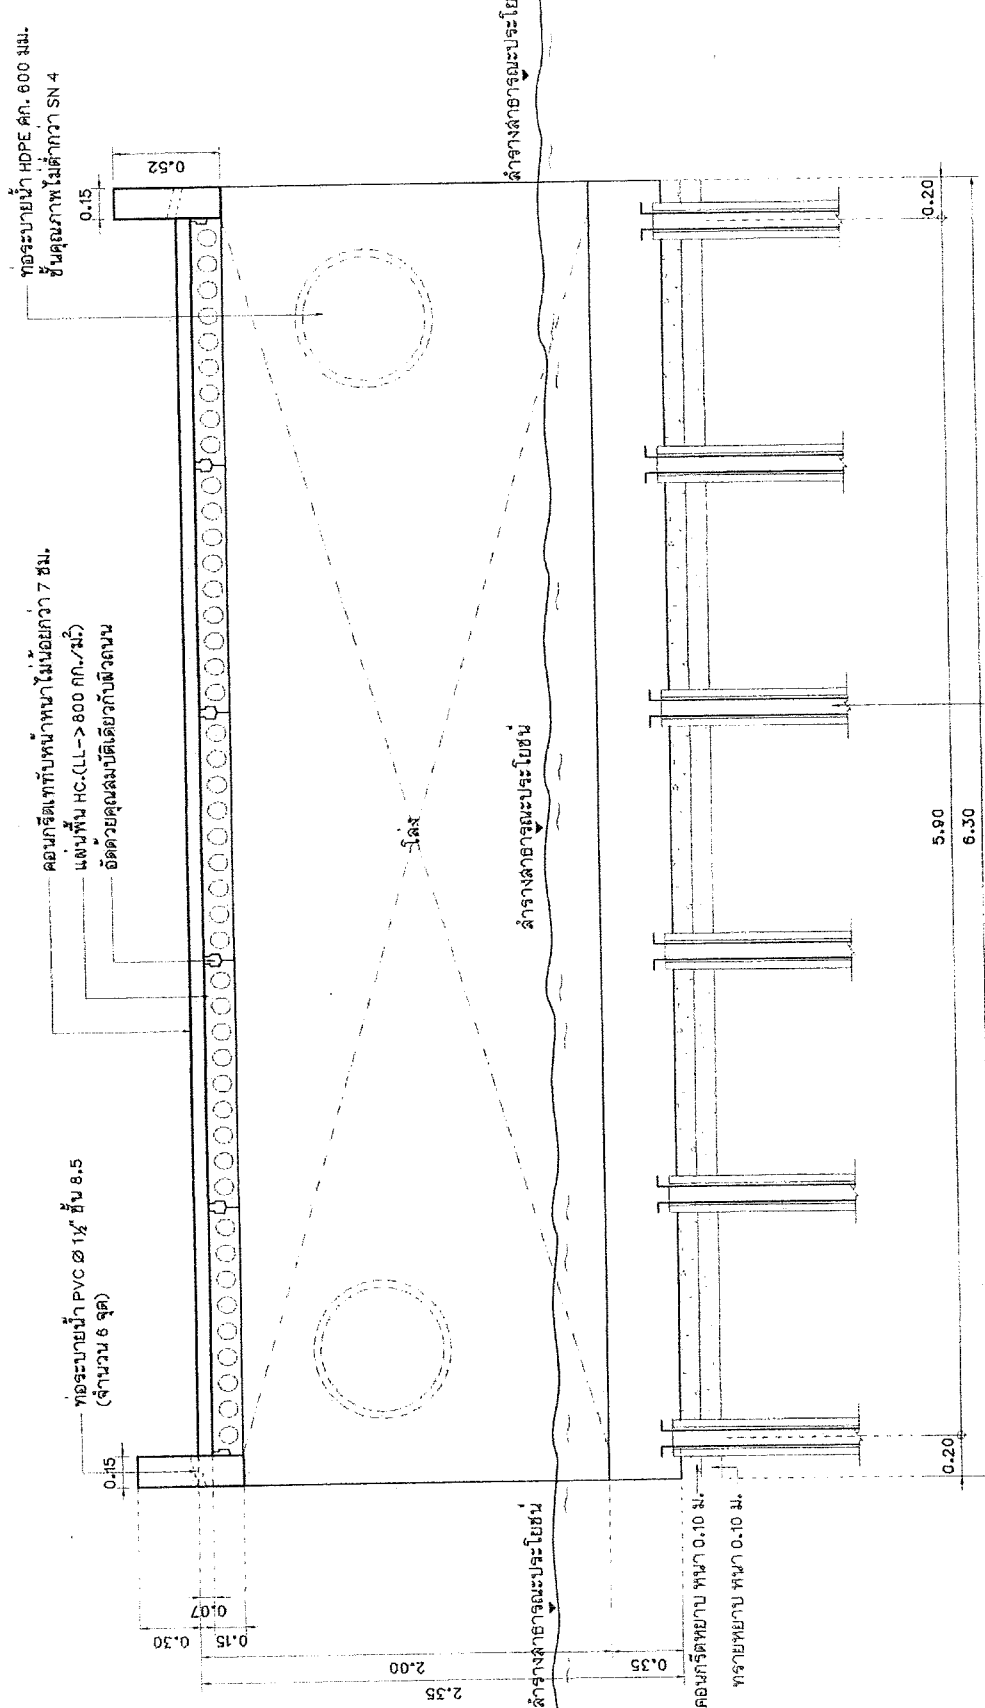 ท่อระบายน้ำ HDPE ศก. 600 มม.
ชั้นคุณภาพไม่ต่ำกว่า SN 4
คอนกรีตเททับหน้าหนาไม่น้อยกว่า 7 ซม.
แผ่นพื้น HC.(LL->800 กก./ม².)
อัดด้วยคุณสมบัติเดียวกับผิวถนน
ท่อระบายน้ำ PVC Ø 1½" ชั้น 8.5
(จำนวน 6 จุด)
0.15
0.52
0.15
0.30
0.07
0.15
2.00
2.35
0.35
โล่ง
ลำรางสาธารณะประโยชน์
ลำรางสาธารณะประโยชน์
ลำรางสาธารณะประโย
คอนกรีตหยาบ หนา 0.10 ม.
ทรายหยาบ หนา 0.10 ม.
0.20
5.90
0.20
6.30